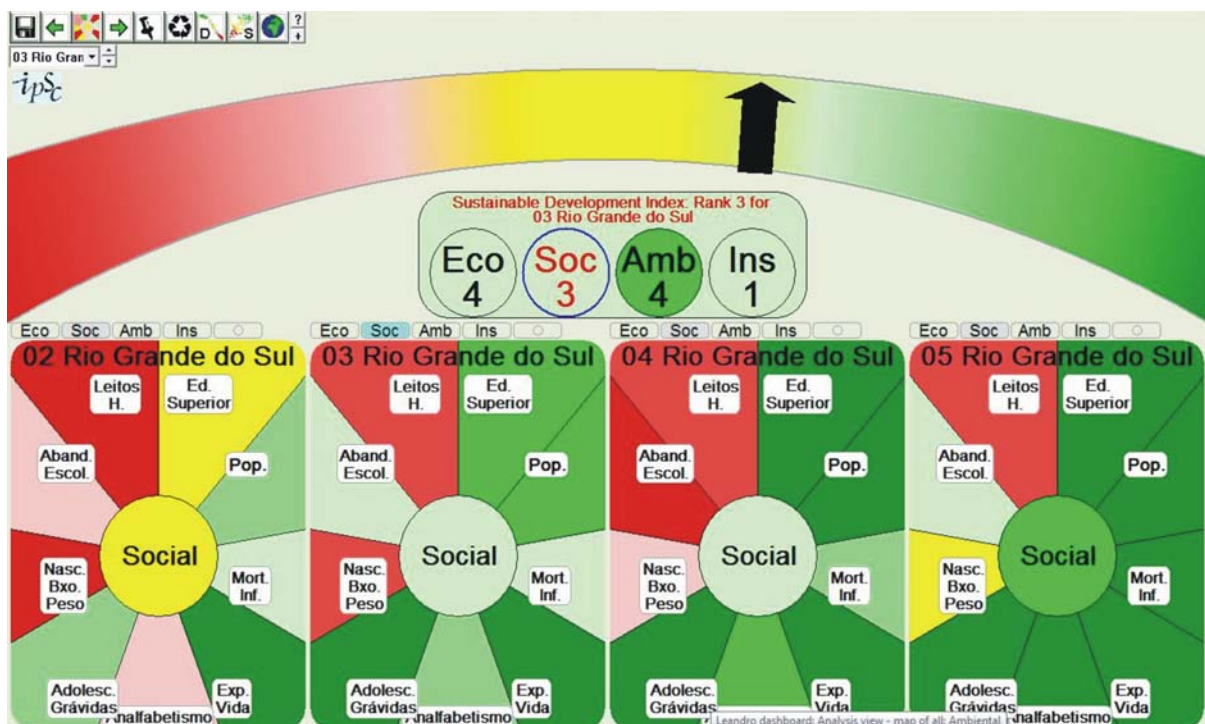 ?
+
D
S
03 Rio Gran
ipsc
Sustainable Development Index: Rank 3 for
03 Rio Grande do Sul
Eco
4
Soc
3
Amb
4
Ins
1
Eco Soc Amb Ins
02 Rio Grande do Sul
Leitos
H.
Ed.
Superior
Aband.
Escol.
Pop.
Social
Nasc.
Bxo.
Peso
Mort.
Inf.
Adolesc.
Grávidas
Analfabetismo
Exp.
Vida
Eco Soc Amb Ins
03 Rio Grande do Sul
Leitos
H.
Ed.
Superior
Aband.
Escol.
Pop.
Social
Nasc.
Bxo.
Peso
Mort.
Inf.
Adolesc.
Grávidas
Analfabetismo
Exp.
Vida
Eco Soc Amb Ins
04 Rio Grande do Sul
Leitos
H.
Ed.
Superior
Aband.
Escol.
Pop.
Social
Nasc.
Bxo.
Peso
Mort.
Inf.
Adolesc.
Grávidas
Exp.
Vida
Eco Soc Amb Ins
05 Rio Grande do Sul
Leitos
H.
Ed.
Superior
Aband.
Escol.
Pop.
Social
Nasc.
Bxo.
Peso
Mort.
Inf.
Adolesc.
Grávidas
nalfabetismo
Exp.
Vida
Leandro dashboard: Analysis view - map of all: Ambiental